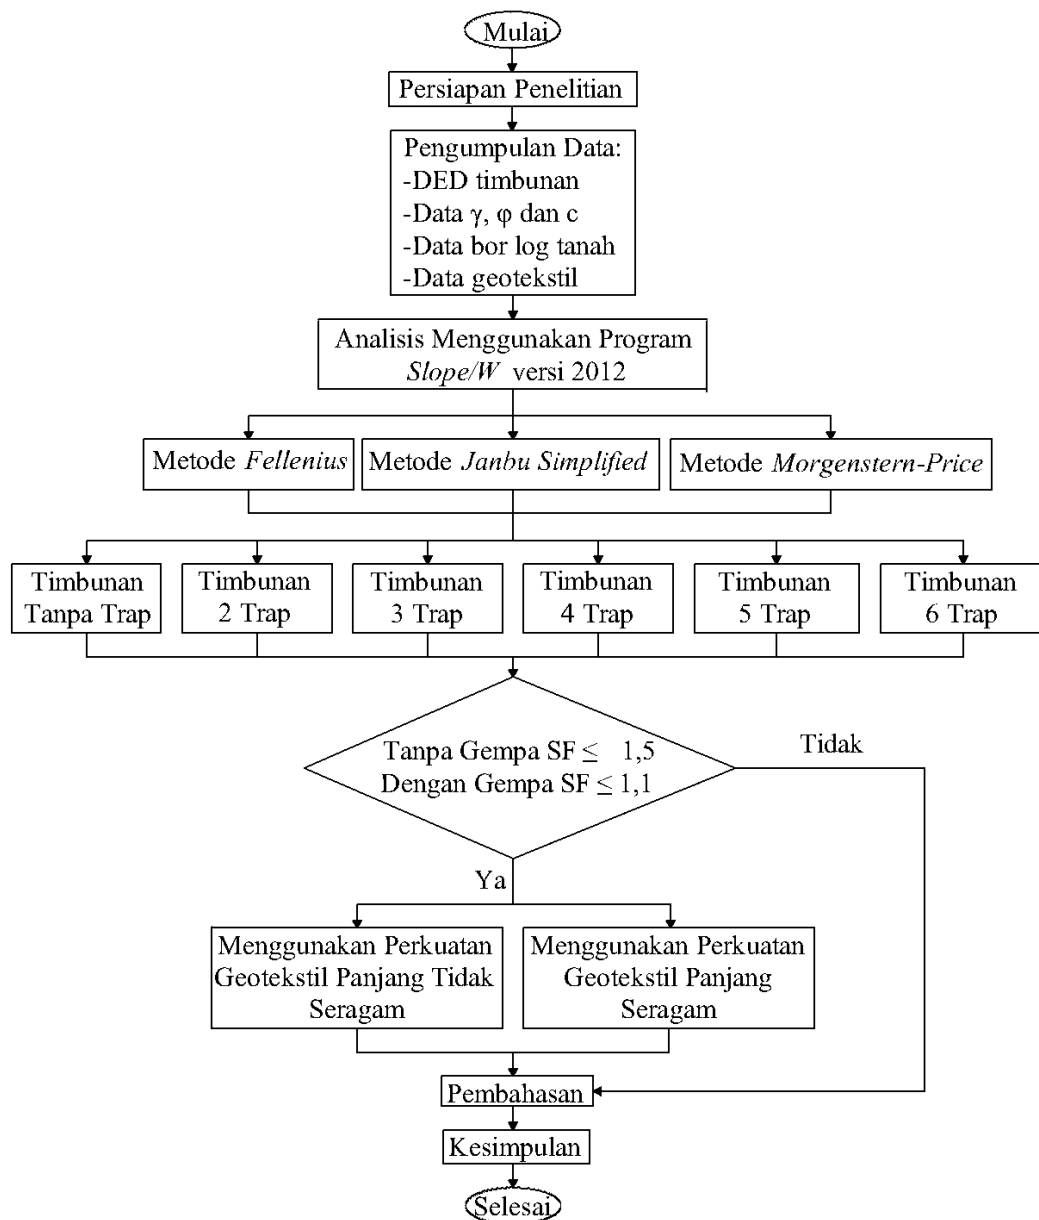 Mulai
Persiapan Penelitian
Pengumpulan Data:
-DED timbunan
-Data γ, φ dan c
-Data bor log tanah
-Data geotekstil
Analisis Menggunakan Program
Slope/W versi 2012
Metode Fellenius
Metode Janbu Simplified
Metode Morgenstern-Price
Timbunan
Tanpa Trap
Timbunan
2 Trap
Timbunan
3 Trap
Timbunan
4 Trap
Timbunan
5 Trap
Timbunan
6 Trap
Tanpa Gempa SF ≤ 1,5
Dengan Gempa SF ≤ 1,1
Tidak
Ya
Menggunakan Perkuatan
Geotekstil Panjang Tidak
Seragam
Menggunakan Perkuatan
Geotekstil Panjang
Seragam
Pembahasan
Kesimpulan
Selesai